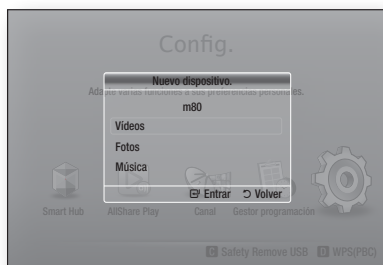 Config.
Nuevo dispositivo.
Adapte varias funciones a sus preferencias personales.
m80
Vídeos
Fotos
Música
Entrar Volver
Smart Hub AllShare Play Canal Gestor programación
C Safety Remove USB D WPS(PBC)